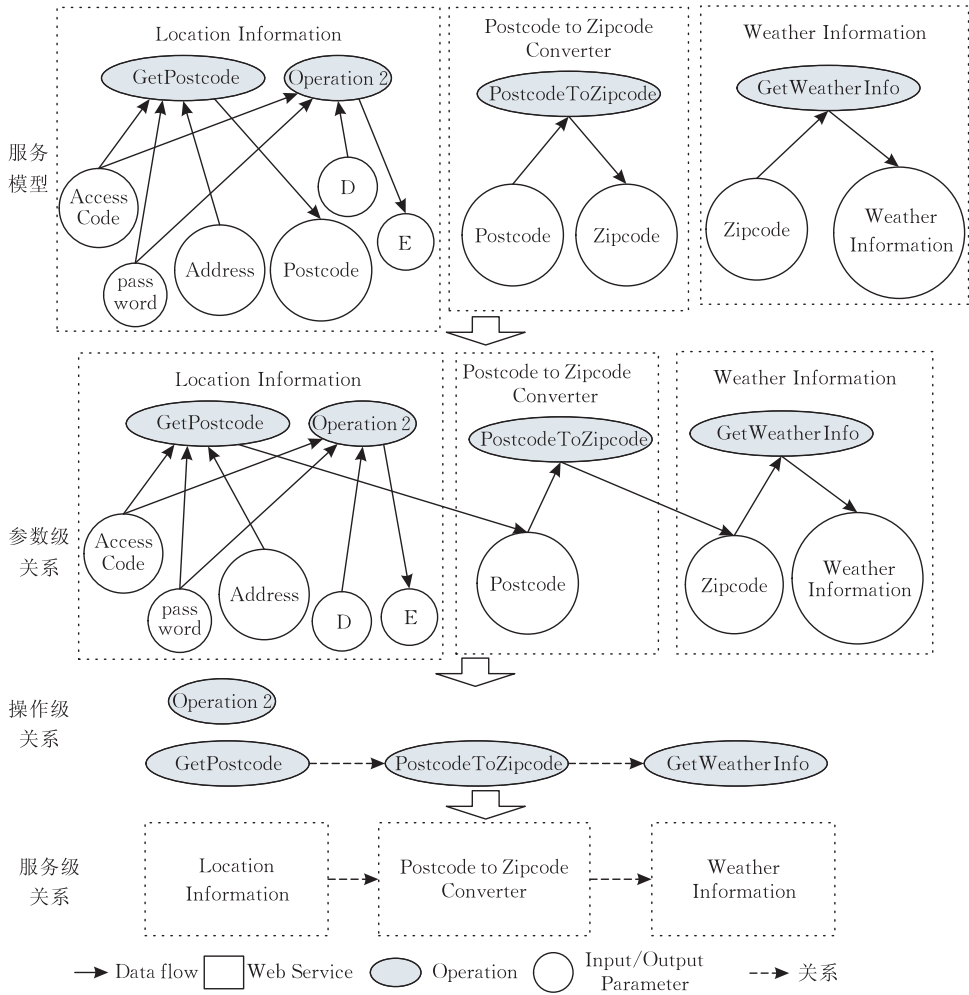 Location Information
Postcode to Zipcode
Converter
Weather Information
GetPostcode
Operation 2
PostcodeToZipcode
GetWeatherInfo
服务
模型
Access
Code
D
E
pass
word
Address
Postcode
Postcode
Zipcode
Zipcode
Weather
Information
Location Information
Postcode to Zipcode
Converter
Weather Information
GetPostcode
Operation 2
PostcodeToZipcode
GetWeatherInfo
参数级
关系
Access
Code
pass
word
Address
D
E
Postcode
Zipcode
Weather
Information
操作级
关系
Operation 2
GetPostcode
PostcodeToZipcode
GetWeatherInfo
服务级
关系
Location
Information
Postcode to Zipcode
Converter
Weather
Information
Data flow
Web Service
Operation
Input/Output
Parameter
关系